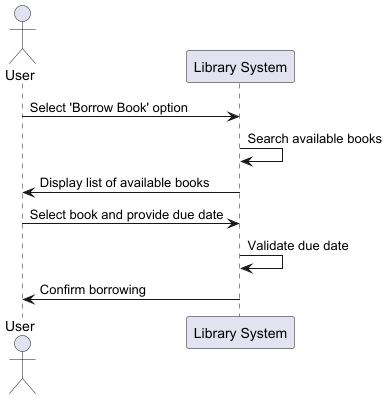 User
Library System
Select 'Borrow Book' option
Search available books
Display list of available books
Select book and provide due date
Validate due date
Confirm borrowing
User
Library System